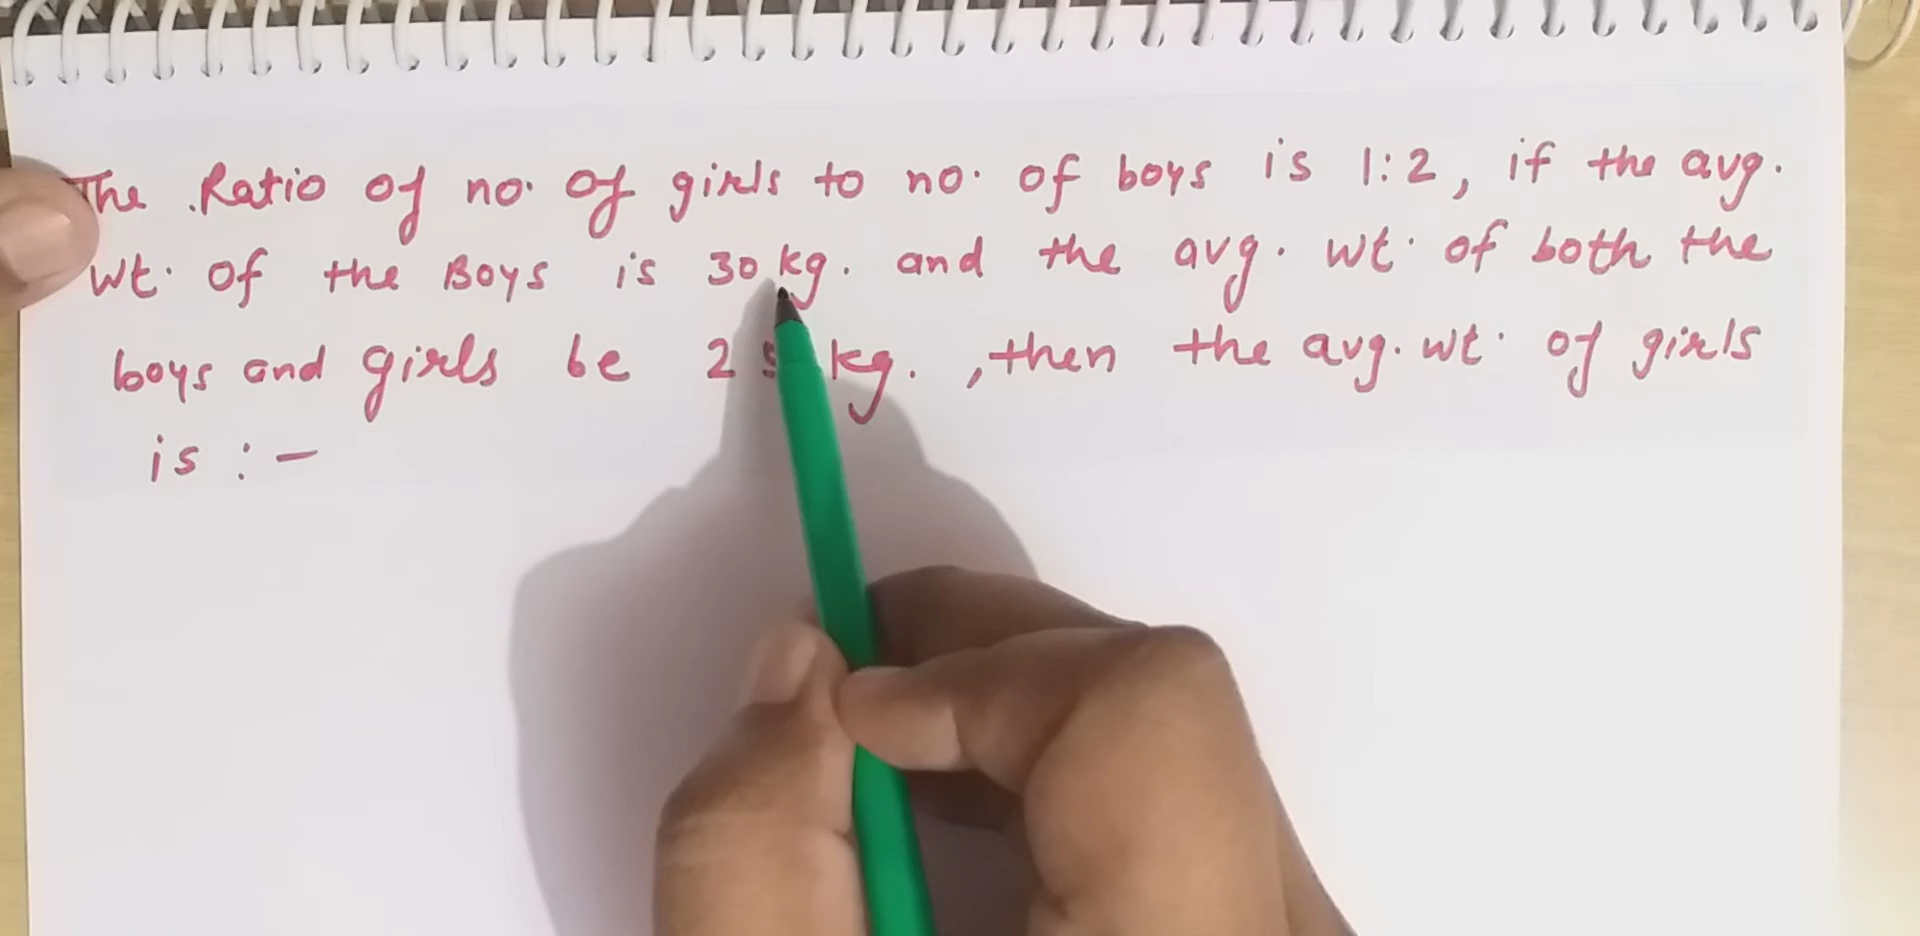 The Ratio of no. of girls to no. of boys is 1:2, if the avg.
wt. of the Boys is 30 kg. and the avg. wt. of both the
boys and girls be kg. , then the avg. wt. of girls
is : -